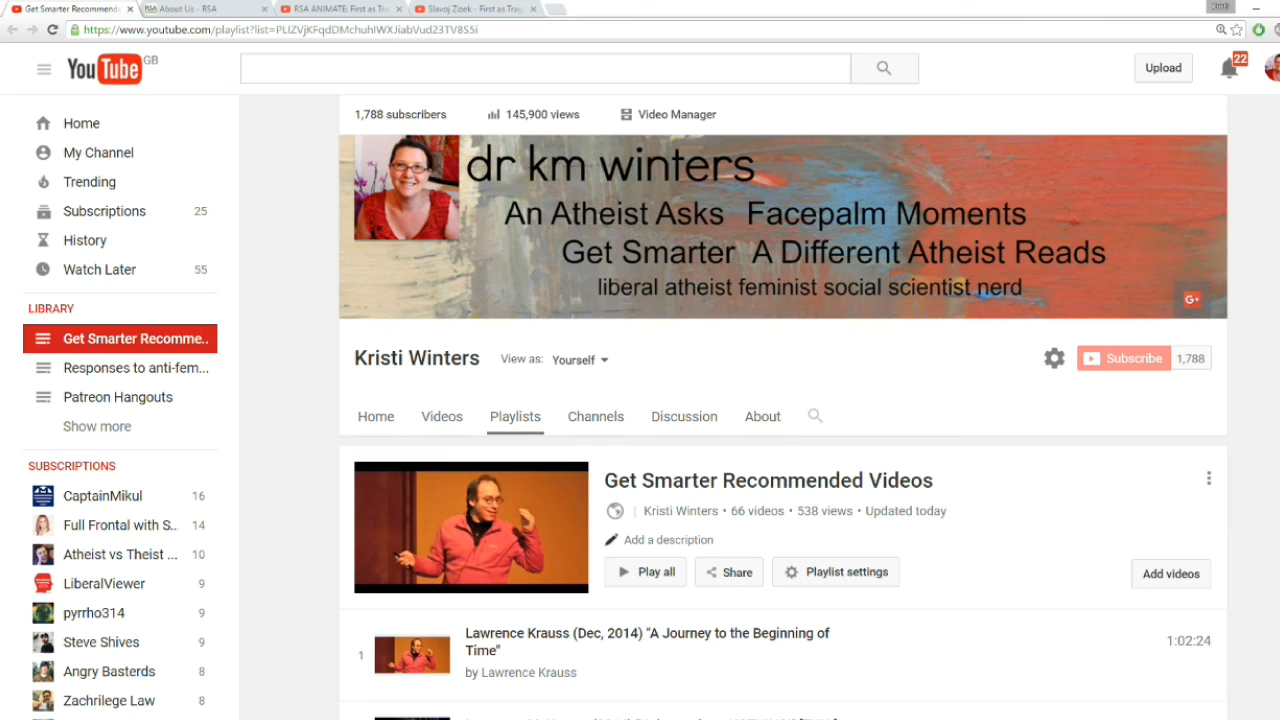 Get Smarter Recommend
RSA About Us - RSA
RSA ANIMATE: First as Tra
Slavoj Zizek - First as Trag
https://www.youtube.com/playlist?list=PLIZVjKFqdDMchuhIWXJiabVud23TV8S5i
YouTube GB
Upload
22
Home
My Channel
Trending
Subscriptions 25
History
Watch Later 55
LIBRARY
Get Smarter Recomme..
Responses to anti-fem...
Patreon Hangouts
Show more
SUBSCRIPTIONS
CaptainMikul 16
Full Frontal with S.. 14
Atheist vs Theist ... 10
LiberalViewer 9
pyrrho314 9
Steve Shives 9
Angry Basterds 8
Zachrilege Law 8
1,788 subscribers
145,900 views
Video Manager
dr km winters
An Atheist Asks Facepalm Moments
Get Smarter A Different Atheist Reads
liberal atheist feminist social scientist nerd
G+
Kristi Winters
View as: Yourself
Subscribe 1,788
Home Videos Playlists Channels Discussion About
Get Smarter Recommended Videos
Kristi Winters • 66 videos • 538 views • Updated today
Add a description
Play all
Share
Playlist settings
Add videos
1
Lawrence Krauss (Dec, 2014) "A Journey to the Beginning of
Time"
by Lawrence Krauss
1:02:24